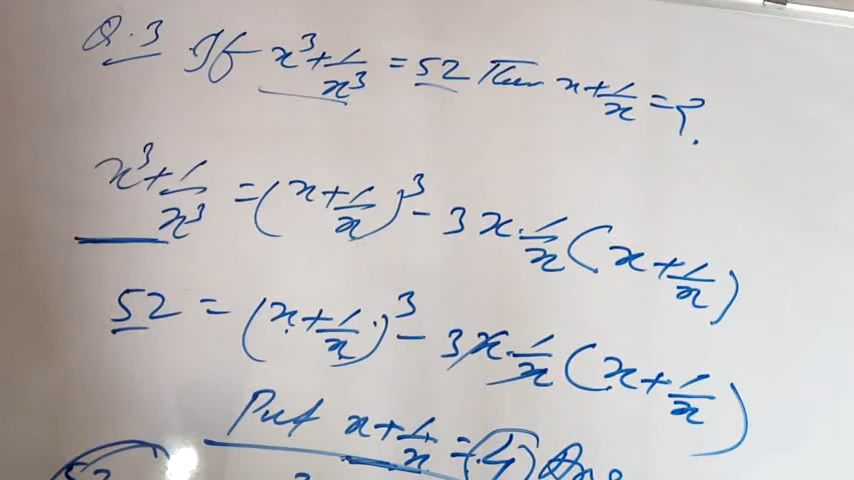 Q.3 If x³+1/x³ = 52 Then x+1/x = ?
x³+1/x³ = (x+1/x)³ - 3x.1/x (x+1/x)
52 = (x+1/x)³ - 3x.1/x (x+1/x)
Put x+1/x = (4) Ans